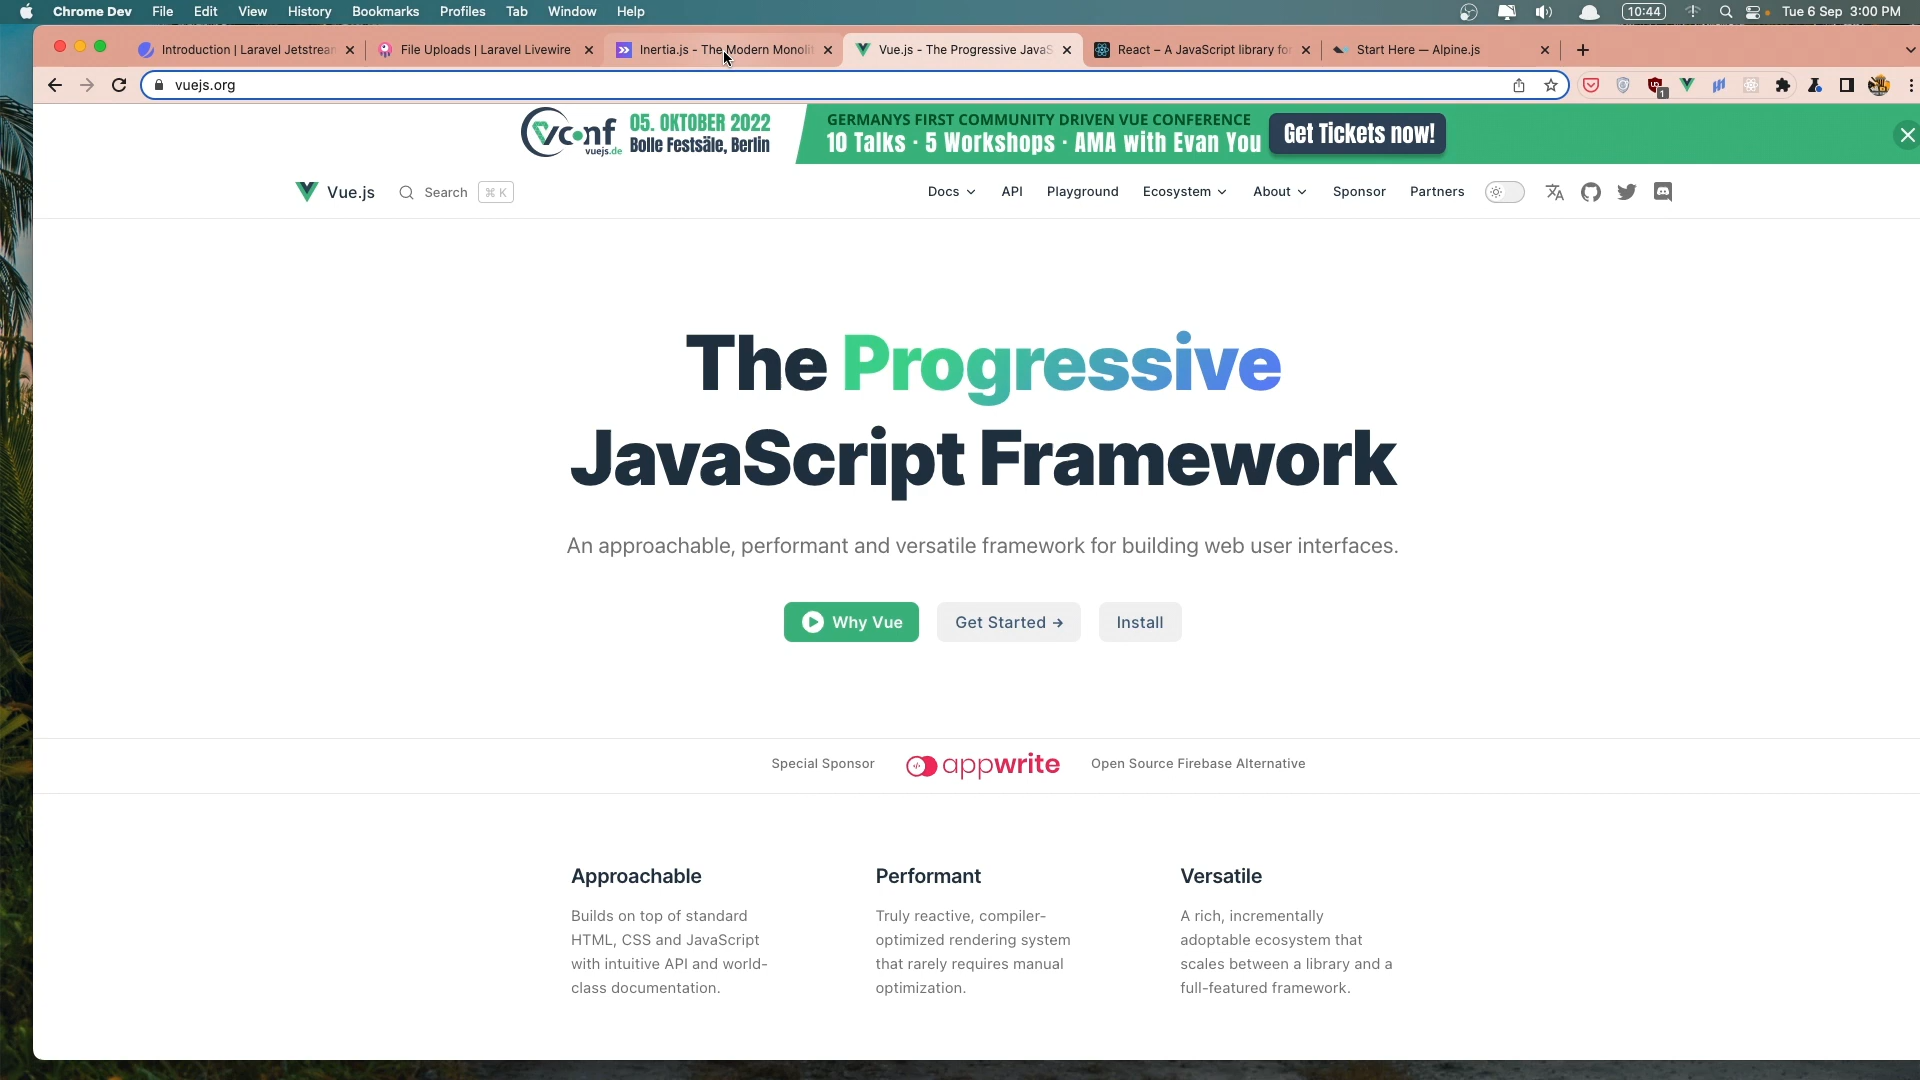 Chrome Dev File Edit View History Bookmarks Profiles Tab Window Help 10:44 Tue 6 Sep 3:00 PM
Introduction | Laravel Jetstrean File Uploads | Laravel Livewire Inertia.js - The Modern Monolit Vue.js - The Progressive JavaS React – A JavaScript library for Start Here — Alpine.js
vuejs.org 1
vconf vuejs.de
05. OKTOBER 2022
Bolle Festsäle, Berlin
GERMANYS FIRST COMMUNITY DRIVEN VUE CONFERENCE
10 Talks · 5 Workshops · AMA with Evan You
Get Tickets now!
Vue.js Search ⌘ K Docs API Playground Ecosystem About Sponsor Partners
The Progressive
JavaScript Framework
An approachable, performant and versatile framework for building web user interfaces.
Why Vue Get Started → Install
Special Sponsor appwrite Open Source Firebase Alternative
Approachable
Builds on top of standard
HTML, CSS and JavaScript
with intuitive API and world-
class documentation.
Performant
Truly reactive, compiler-
optimized rendering system
that rarely requires manual
optimization.
Versatile
A rich, incrementally
adoptable ecosystem that
scales between a library and a
full-featured framework.